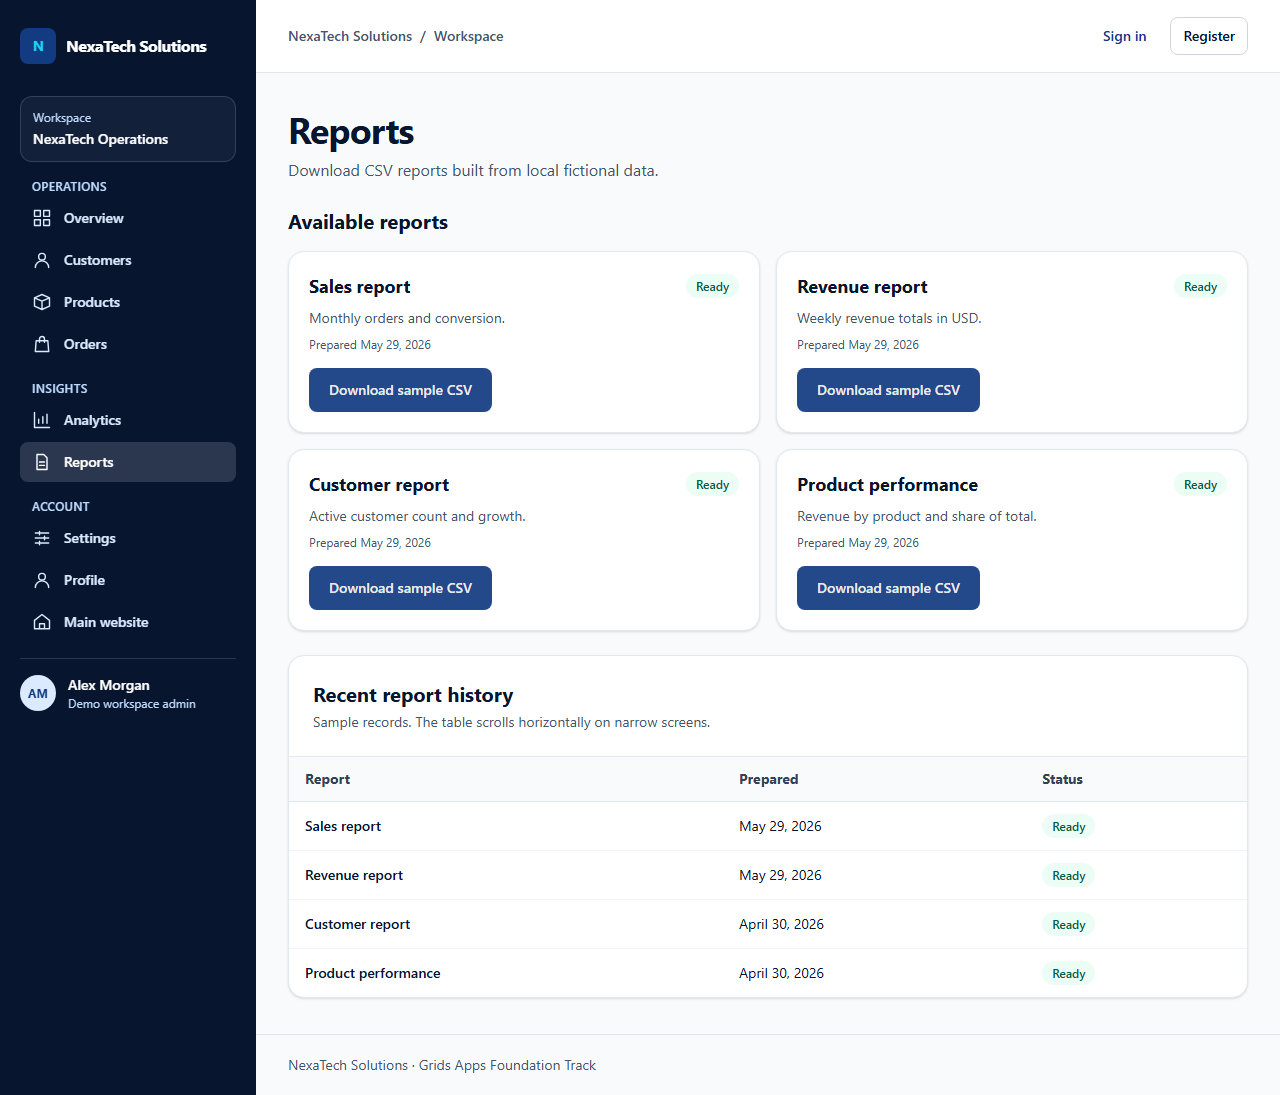 N NexaTech Solutions
Workspace
NexaTech Operations
OPERATIONS
Overview
Customers
Products
Orders
INSIGHTS
Analytics
Reports
ACCOUNT
Settings
Profile
Main website
AM Alex Morgan
Demo workspace admin
NexaTech Solutions / Workspace
Sign in
Register
Reports
Download CSV reports built from local fictional data.
Available reports
Sales report Ready
Monthly orders and conversion.
Prepared May 29, 2026
Download sample CSV
Revenue report Ready
Weekly revenue totals in USD.
Prepared May 29, 2026
Download sample CSV
Customer report Ready
Active customer count and growth.
Prepared May 29, 2026
Download sample CSV
Product performance Ready
Revenue by product and share of total.
Prepared May 29, 2026
Download sample CSV
Recent report history
Sample records. The table scrolls horizontally on narrow screens.
Report Prepared Status
Sales report May 29, 2026 Ready
Revenue report May 29, 2026 Ready
Customer report April 30, 2026 Ready
Product performance April 30, 2026 Ready
NexaTech Solutions · Grids Apps Foundation Track